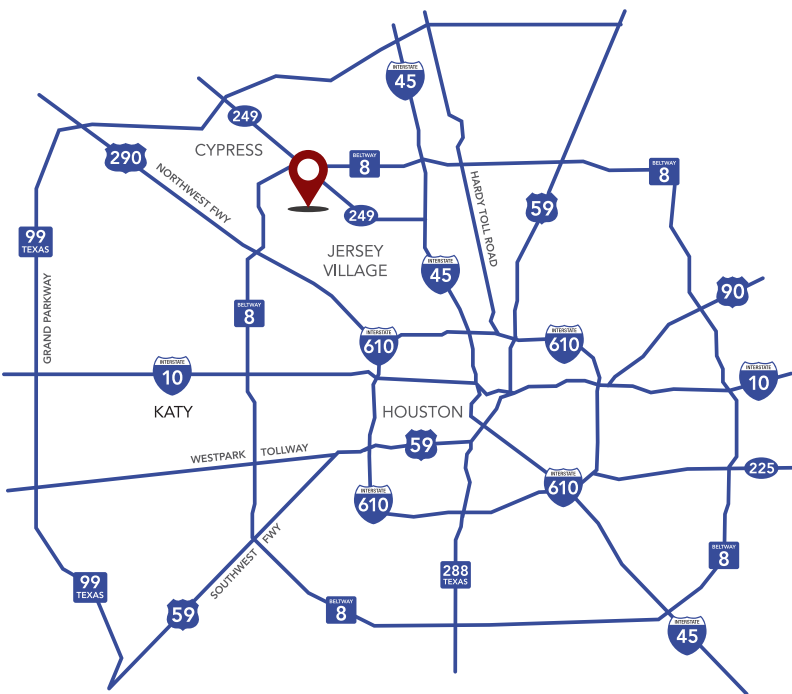 INTERSTATE
45
249
CYPRESS
290
BELTWAY
8
BELTWAY
8
NORTHWEST FWY
HARDY TOLL ROAD
59
249
99
TEXAS
JERSEY
VILLAGE
INTERSTATE
45
90
GRAND PARKWAY
BELTWAY
8
INTERSTATE
610
INTERSTATE
610
INTERSTATE
10
INTERSTATE
10
KATY
HOUSTON
WESTPARK TOLLWAY
59
225
INTERSTATE
610
INTERSTATE
610
SOUTHWEST FWY
BELTWAY
8
288
TEXAS
99
TEXAS
59
BELTWAY
8
INTERSTATE
45